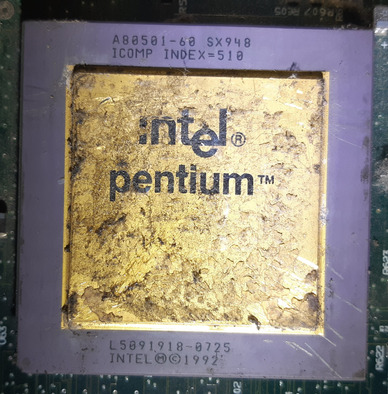 A80501-60 SX948
ICOMP INDEX=510
intel®
pentium™
L5091918-0725
INTEL Ⓜ©1992